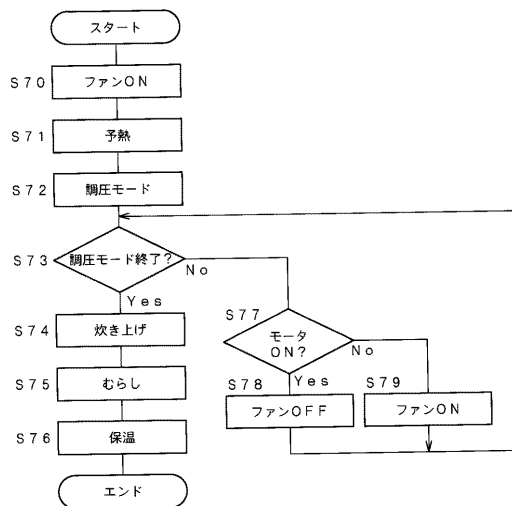 スタート
S70
ファンON
S71
予熱
S72
調圧モード
S73
調圧モード終了?
No
Yes
S74
炊き上げ
S75
むらし
S76
保温
エンド
S77
モータ
ON?
No
Yes
S78
ファンOFF
S79
ファンON